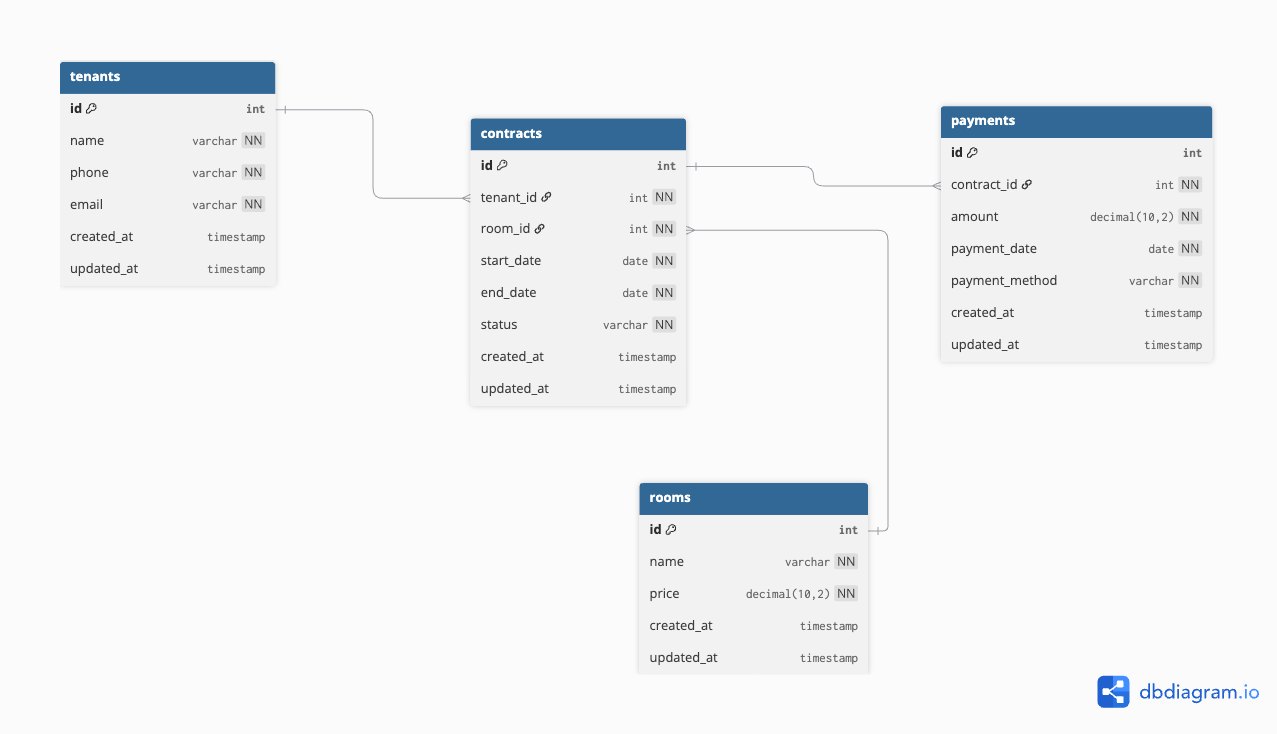 tenants
id int
name varchar NN
phone varchar NN
email varchar NN
created_at timestamp
updated_at timestamp
contracts
id int
tenant_id int NN
room_id int NN
start_date date NN
end_date date NN
status varchar NN
created_at timestamp
updated_at timestamp
payments
id int
contract_id int NN
amount decimal(10,2) NN
payment_date date NN
payment_method varchar NN
created_at timestamp
updated_at timestamp
rooms
id int
name varchar NN
price decimal(10,2) NN
created_at timestamp
updated_at timestamp
dbdiagram.io